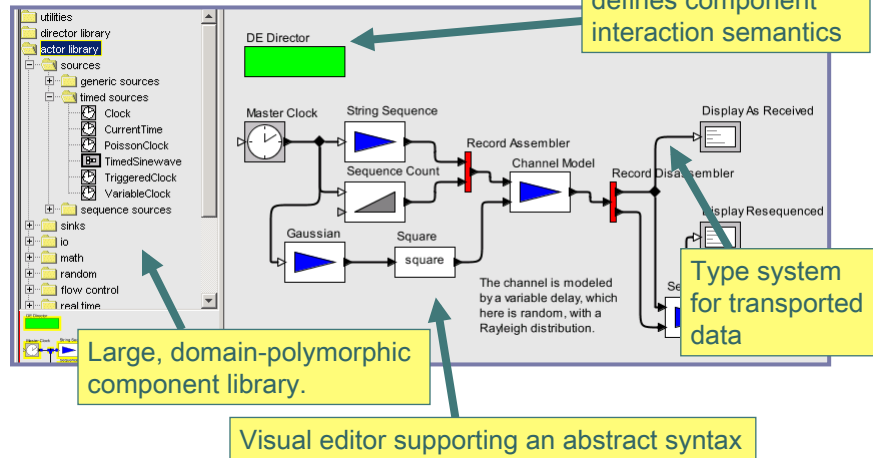 defines component
interaction semantics
utilities
director library
actor library
sources
generic sources
timed sources
Clock
CurrentTime
PoissonClock
TimedSinewave
TriggeredClock
VariableClock
sequence sources
sinks
io
math
random
flow control
real time
DE Director
Master Clock
String Sequence
Record Assembler
Sequence Count
Channel Model
Display As Received
Record Disassembler
Display Resequenced
Gaussian
Square
square
The channel is modeled
by a variable delay, which
here is random, with a
Rayleigh distribution.
Type system
for transported
data
DE Director
Master Clock
Large, domain-polymorphic
component library.
Visual editor supporting an abstract syntax